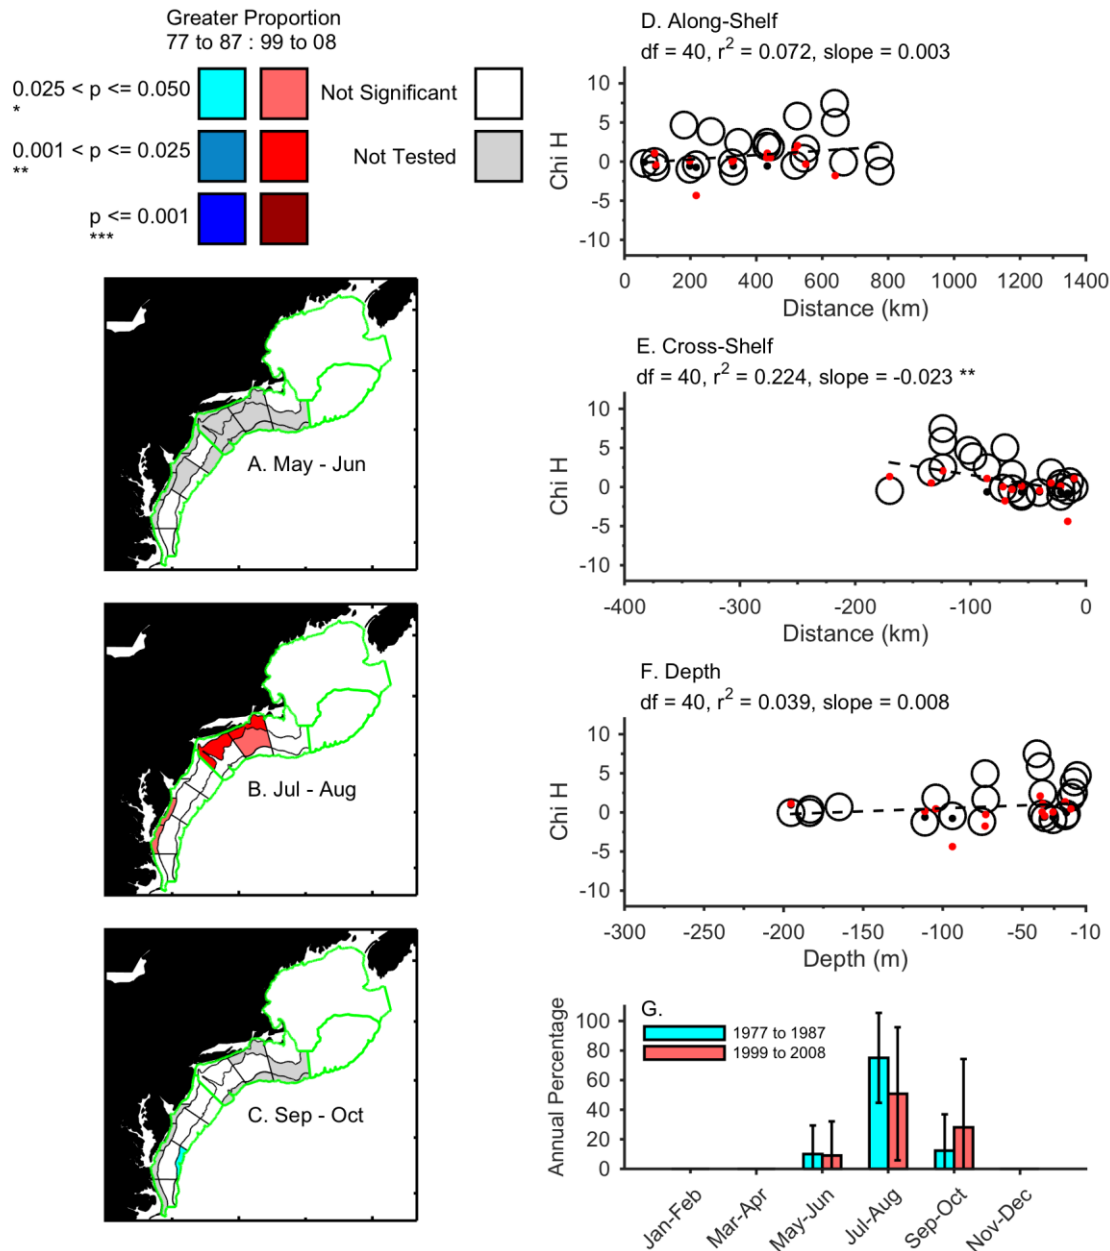 Greater Proportion
77 to 87 : 99 to 08
0.025 < p <= 0.050
*
0.001 < p <= 0.025
**
p <= 0.001
***
Not Significant
Not Tested
A. May - Jun
B. Jul - Aug
C. Sep - Oct
D. Along-Shelf
df = 40, r² = 0.072, slope = 0.003
Chi H
10
5
0
-5
-10
0 200 400 600 800 1000 1200 1400
Distance (km)
E. Cross-Shelf
df = 40, r² = 0.224, slope = -0.023 **
Chi H
10
5
0
-5
-10
-400 -300 -200 -100 0
Distance (km)
F. Depth
df = 40, r² = 0.039, slope = 0.008
Chi H
10
5
0
-5
-10
-300 -250 -200 -150 -100 -50 -10
Depth (m)
G.
1977 to 1987
1999 to 2008
Annual Percentage
100
80
60
40
20
0
Jan-Feb Mar-Apr May-Jun Jul-Aug Sep-Oct Nov-Dec